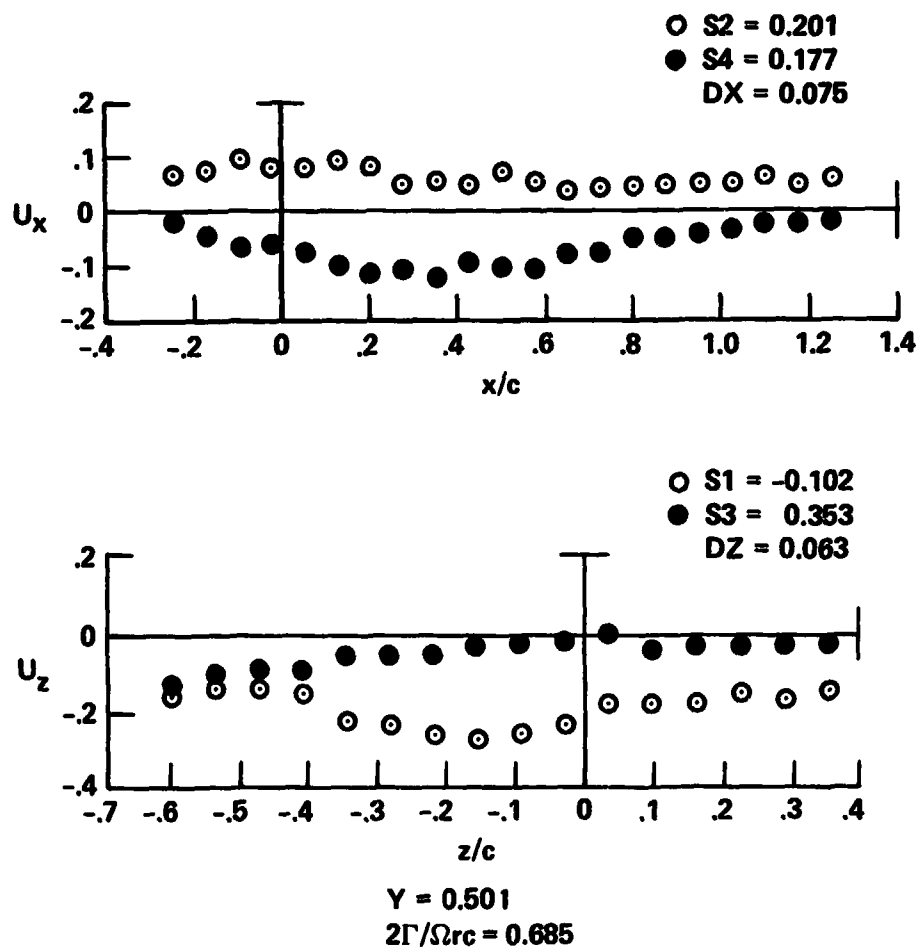 S2 = 0.201
S4 = 0.177
DX = 0.075
.2
.1
0
-.1
-.2
Ux
-.4 -.2 0 .2 .4 .6 .8 1.0 1.2 1.4
x/c
S1 = -0.102
S3 = 0.353
DZ = 0.063
.2
0
-.2
-.4
Uz
-.7 -.6 -.5 -.4 -.3 -.2 -.1 0 .1 .2 .3 .4
z/c
Y = 0.501
2Γ/Ωrc = 0.685